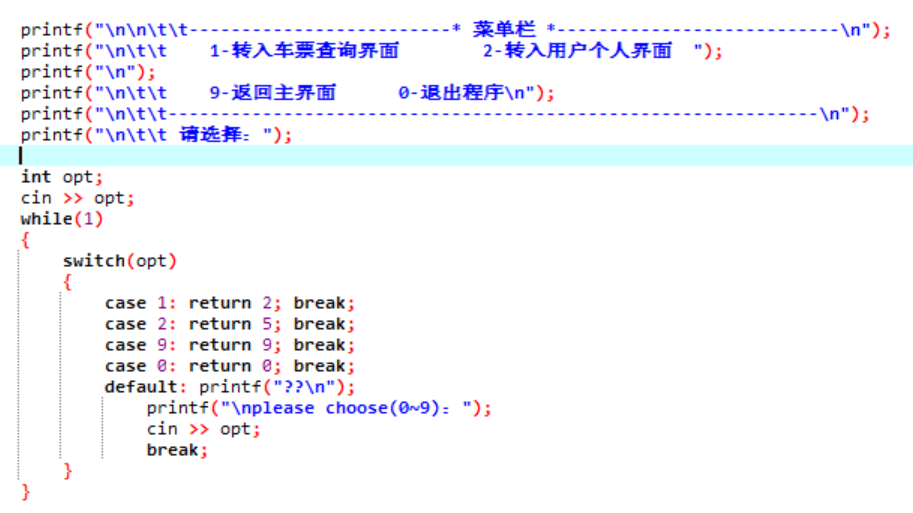 printf("\n\n\t\t-------------------------* 菜单栏 *---------------------------\n");
printf("\n\t\t    1-转入车票查询界面        2-转入用户个人界面  ");
printf("\n");
printf("\n\t\t    9-返回主界面      0-退出程序\n");
printf("\n\t\t--------------------------------------------------------------\n");
printf("\n\t\t 请选择：");
int opt;
cin >> opt;
while(1)
{
    switch(opt)
    {
        case 1: return 2; break;
        case 2: return 5; break;
        case 9: return 9; break;
        case 0: return 0; break;
        default: printf("??\n");
            printf("\nplease choose(0~9)：");
            cin >> opt;
            break;
    }
}